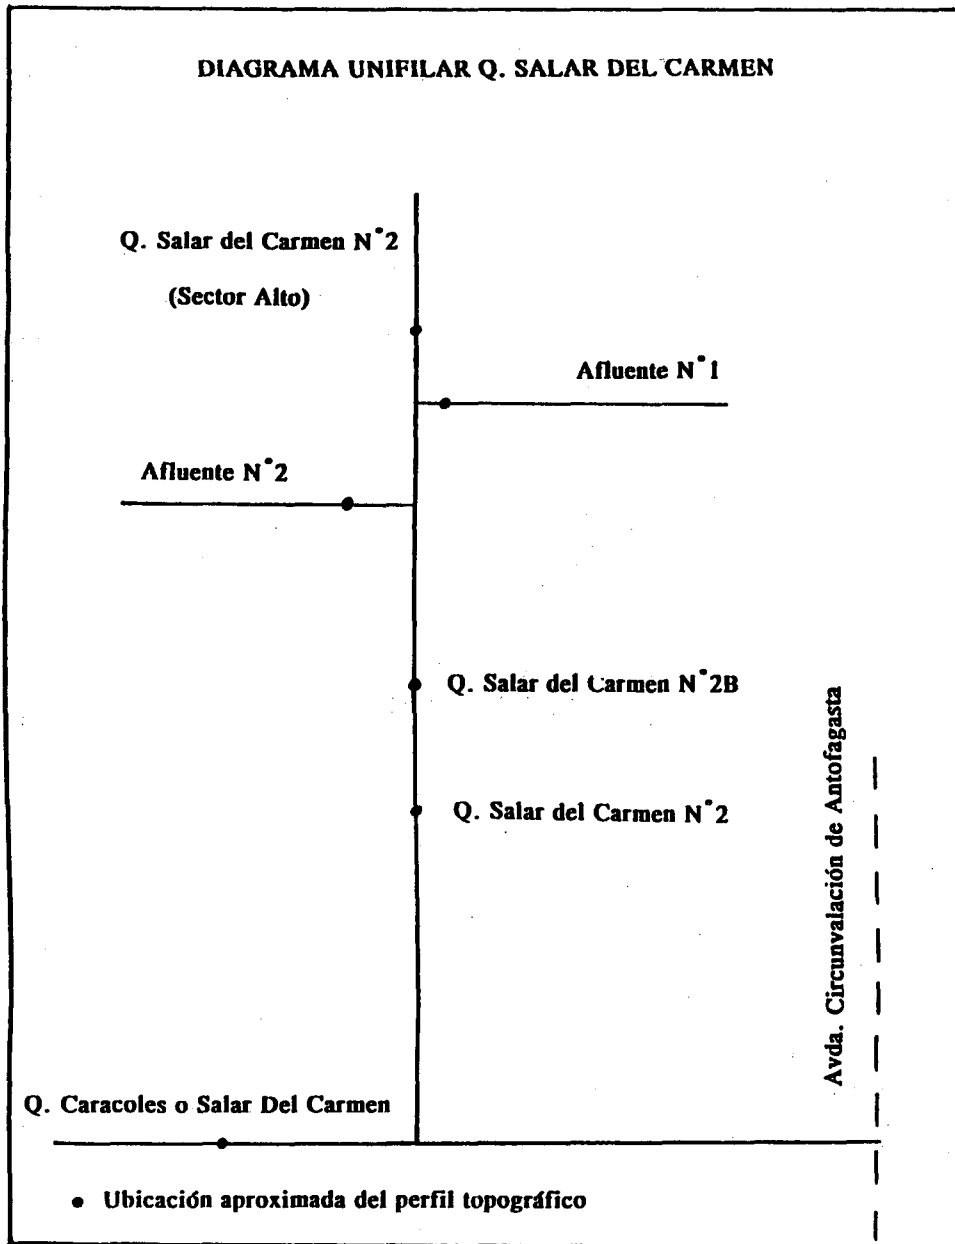 DIAGRAMA UNIFILAR Q. SALAR DEL CARMEN
Q. Salar del Carmen N°2
(Sector Alto)
Afluente N°1
Afluente N°2
Q. Salar del Carmen N°2B
Q. Salar del Carmen N°2
Avda. Circunvalación de Antofagasta
Q. Caracoles o Salar Del Carmen
• Ubicación aproximada del perfil topográfico